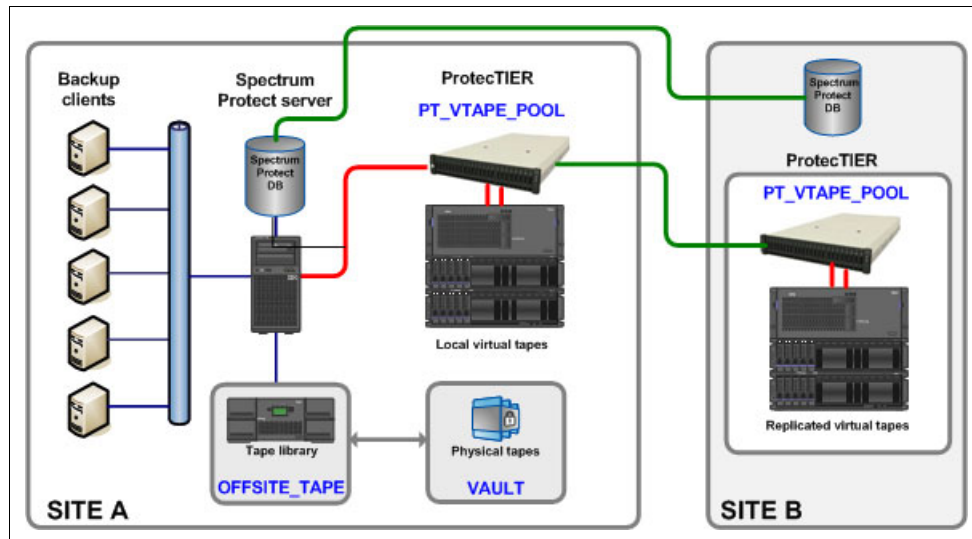 Backup
clients
Spectrum
Protect server
Spectrum
Protect
DB
ProtecTIER
PT_VTAPE_POOL
Local virtual tapes
Tape library
OFFSITE_TAPE
Physical tapes
VAULT
SITE A
Spectrum
Protect
DB
ProtecTIER
PT_VTAPE_POOL
Replicated virtual tapes
SITE B